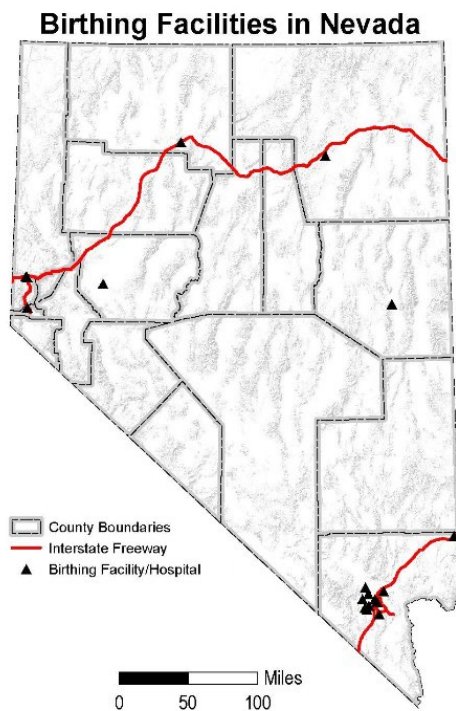 Birthing Facilities in Nevada
County Boundaries
Interstate Freeway
Birthing Facility/Hospital
Miles
0 50 100